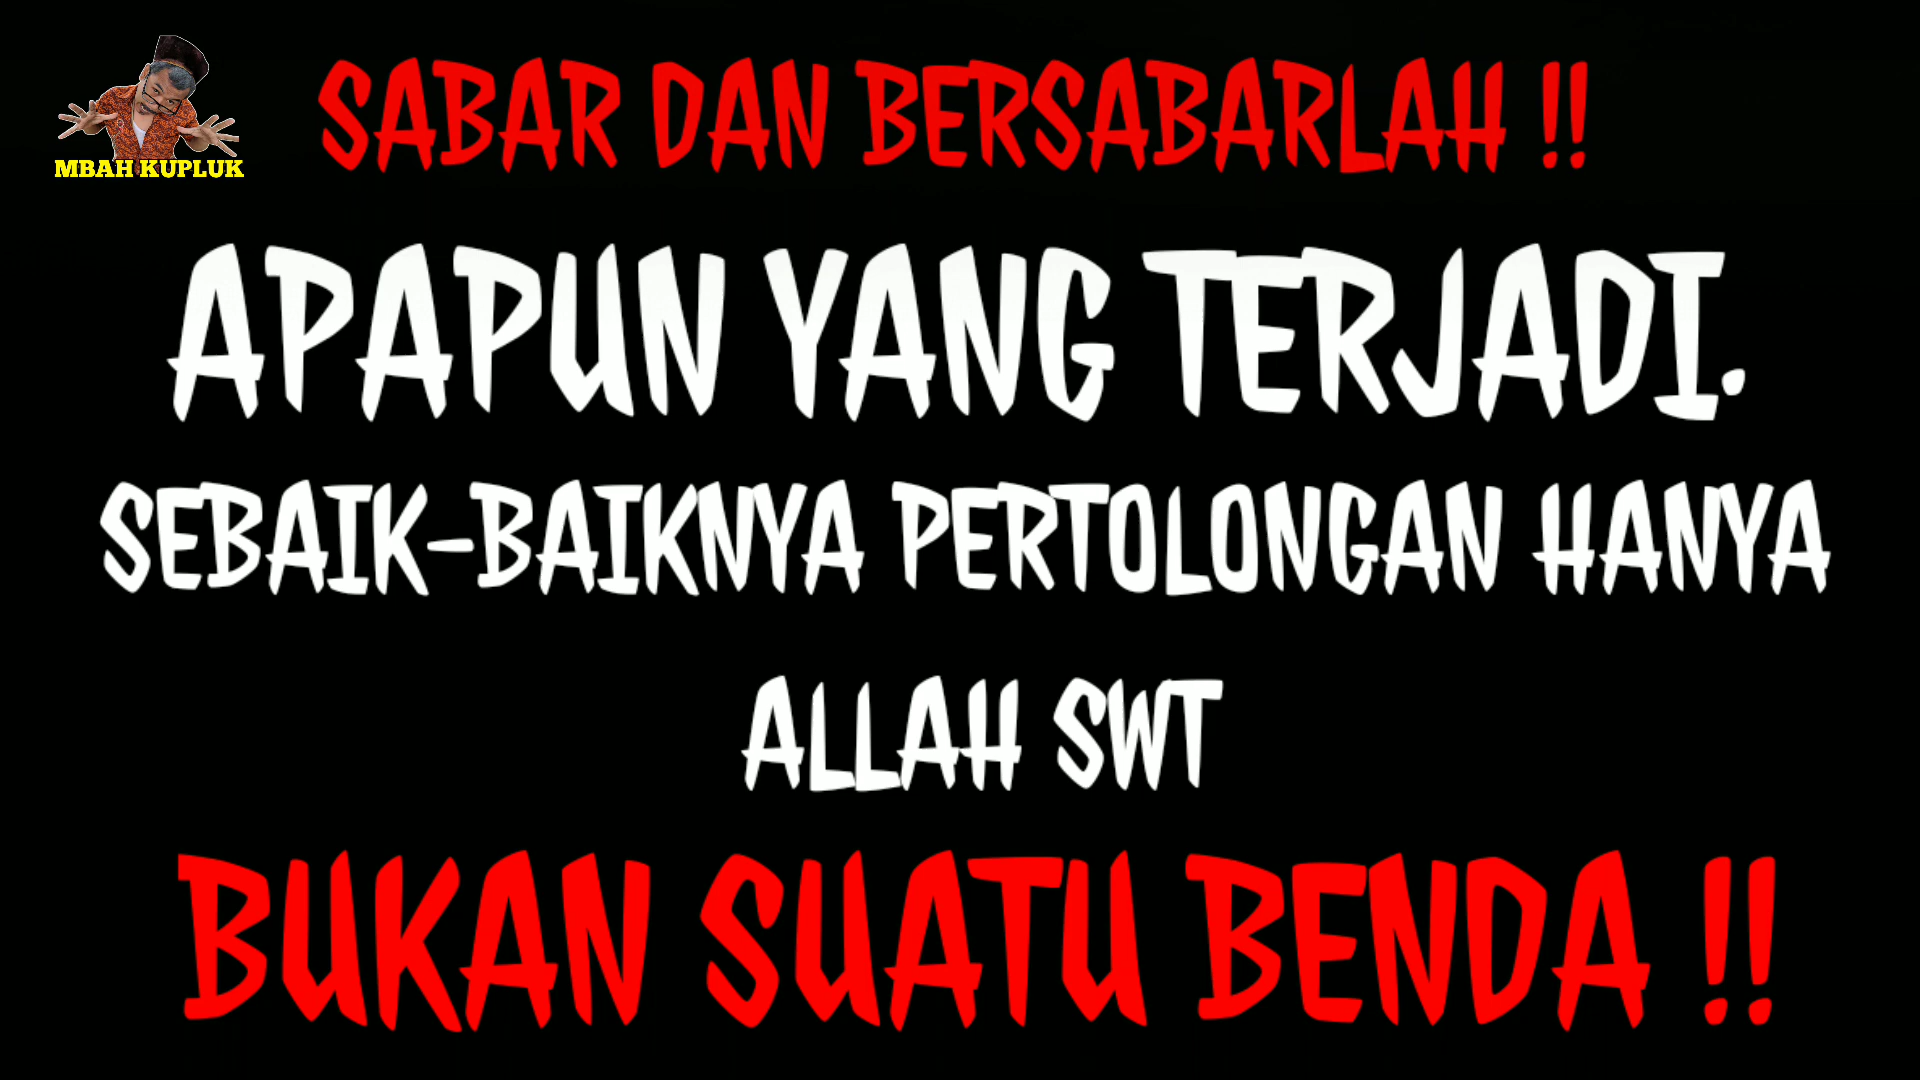 MBAH KUPLUK
SABAR DAN BERSABARLAH !!
APAPUN YANG TERJADI.
SEBAIK-BAIKNYA PERTOLONGAN HANYA
ALLAH SWT
BUKAN SUATU BENDA !!